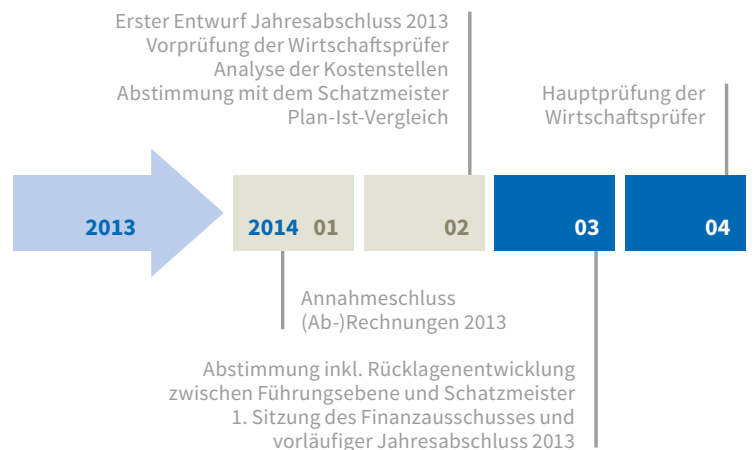 Erster Entwurf Jahresabschluss 2013
Vorprüfung der Wirtschaftsprüfer
Analyse der Kostenstellen
Abstimmung mit dem Schatzmeister
Plan-Ist-Vergleich
Hauptprüfung der
Wirtschaftsprüfer
2013
2014 01
02
03
04
Annahmeschluss
(Ab-)Rechnungen 2013
Abstimmung inkl. Rücklagenentwicklung
zwischen Führungsebene und Schatzmeister
1. Sitzung des Finanzausschusses und
vorläufiger Jahresabschluss 2013